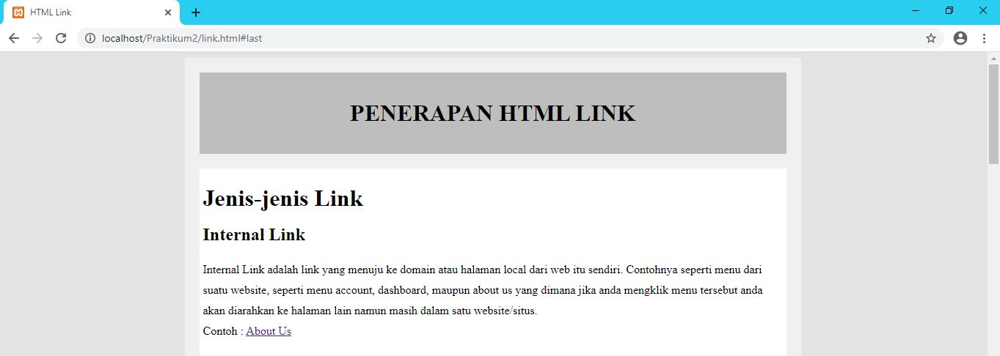 HTML Link
localhost/Praktikum2/link.html#last
PENERAPAN HTML LINK
Jenis-jenis Link
Internal Link
Internal Link adalah link yang menuju ke domain atau halaman local dari web itu sendiri. Contohnya seperti menu dari
suatu website, seperti menu account, dashboard, maupun about us yang dimana jika anda mengklik menu tersebut anda
akan diarahkan ke halaman lain namun masih dalam satu website/situs.
Contoh : About Us